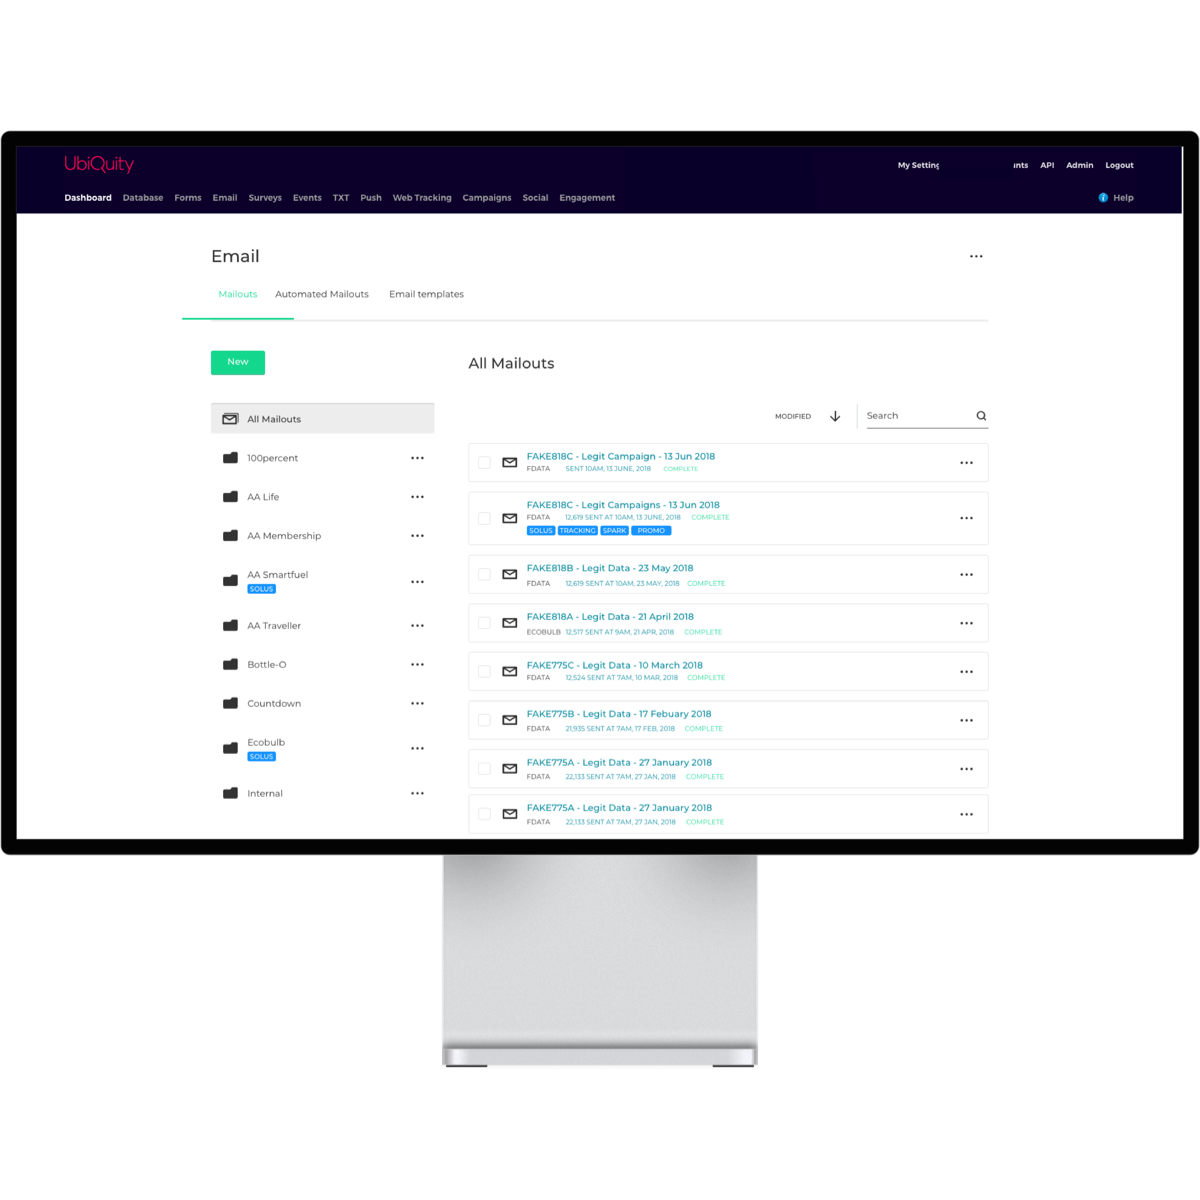 UbiQuity
My Setting
unts API Admin Logout
Dashboard Database Forms Email Surveys Events TXT Push Web Tracking Campaigns Social Engagement
i Help
Email
Mailouts Automated Mailouts Email templates
New
All Mailouts
100percent
AA Life
AA Membership
AA Smartfuel
SOLUS
AA Traveller
Bottle-O
Countdown
Ecobulb
SOLUS
Internal
All Mailouts
MODIFIED Search
FAKE818C - Legit Campaign - 13 Jun 2018
FDATA SENT 10AM, 13 JUNE, 2018 COMPLETE
FAKE818C - Legit Campaigns - 13 Jun 2018
FDATA 12,619 SENT AT 10AM, 13 JUNE, 2018 COMPLETE
SOLUS TRACKING SPARK PROMO
FAKE818B - Legit Data - 23 May 2018
FDATA 12,619 SENT AT 10AM, 23 MAY, 2018 COMPLETE
FAKE818A - Legit Data - 21 April 2018
ECOBULB 12,517 SENT AT 9AM, 21 APR, 2018 COMPLETE
FAKE775C - Legit Data - 10 March 2018
FDATA 12,524 SENT AT 7AM, 10 MAR, 2018 COMPLETE
FAKE775B - Legit Data - 17 Febuary 2018
FDATA 21,935 SENT AT 7AM, 17 FEB, 2018 COMPLETE
FAKE775A - Legit Data - 27 January 2018
FDATA 22,133 SENT AT 7AM, 27 JAN, 2018 COMPLETE
FAKE775A - Legit Data - 27 January 2018
FDATA 22,133 SENT AT 7AM, 27 JAN, 2018 COMPLETE